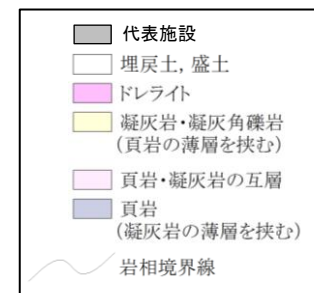 代表施設
埋戻土, 盛土
ドレライト
凝灰岩・凝灰角礫岩
(頁岩の薄層を挟む)
頁岩・凝灰岩の互層
頁岩
(凝灰岩の薄層を挟む)
岩相境界線